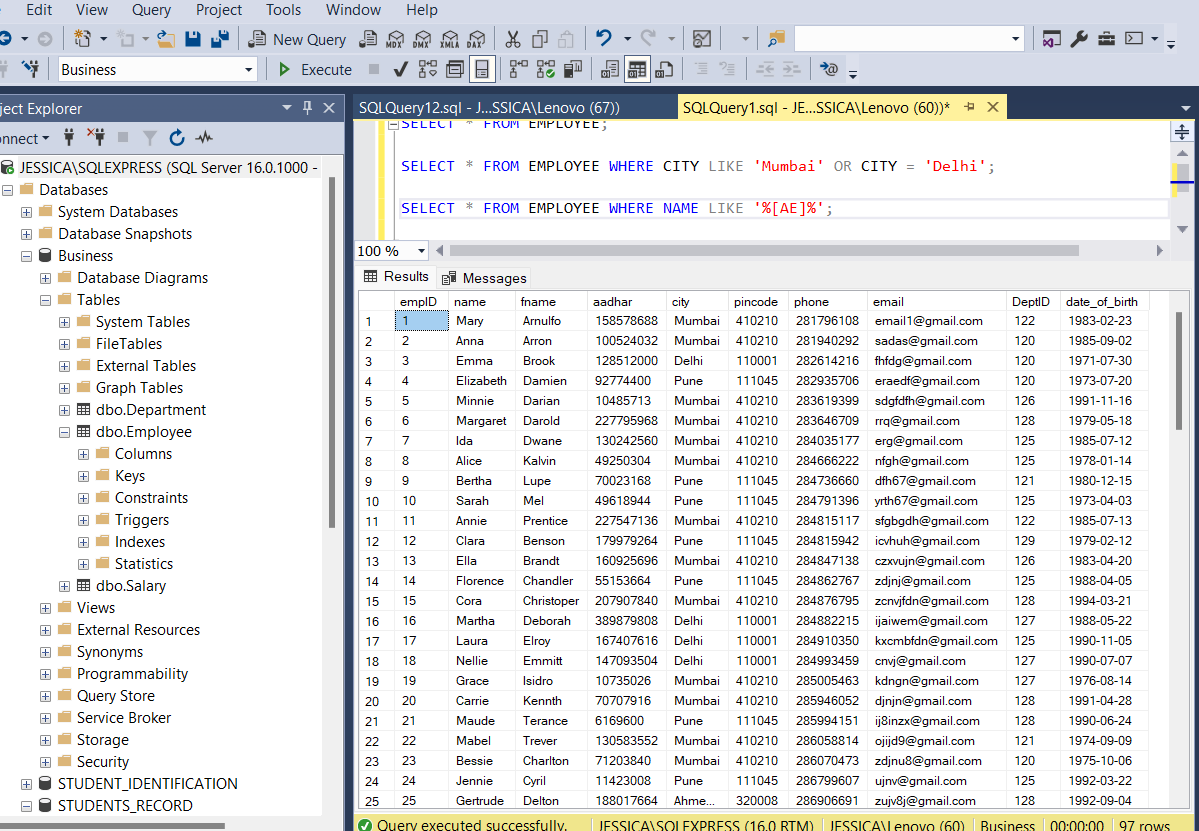 Edit View Query Project Tools Window Help
New Query MDX DMX XMLA DAX
Business Execute
ject Explorer
SQLQuery12.sql - J...SSICA\Lenovo (67))
SQLQuery1.sql - JE...SSICA\Lenovo (60))*
nnect
JESSICA\SQLEXPRESS (SQL Server 16.0.1000 -
Databases
System Databases
Database Snapshots
Business
Database Diagrams
Tables
System Tables
FileTables
External Tables
Graph Tables
dbo.Department
dbo.Employee
Columns
Keys
Constraints
Triggers
Indexes
Statistics
dbo.Salary
Views
External Resources
Synonyms
Programmability
Query Store
Service Broker
Storage
Security
STUDENT_IDENTIFICATION
STUDENTS_RECORD
SELECT * FROM EMPLOYEE;
SELECT * FROM EMPLOYEE WHERE CITY LIKE 'Mumbai' OR CITY = 'Delhi';
SELECT * FROM EMPLOYEE WHERE NAME LIKE '%[AE]%';
100 %
Results Messages
empID name fname aadhar city pincode phone email DeptID date_of_birth
1 1 Mary Arnulfo 158578688 Mumbai 410210 281796108 email1@gmail.com 122 1983-02-23
2 2 Anna Arron 100524032 Mumbai 410210 281940292 sadas@gmail.com 120 1985-09-02
3 3 Emma Brook 128512000 Delhi 110001 282614216 fhfdg@gmail.com 120 1971-07-30
4 4 Elizabeth Damien 92774400 Pune 111045 282935706 eraedf@gmail.com 120 1973-07-20
5 5 Minnie Darian 10485713 Mumbai 410210 283619399 sdgfdfh@gmail.com 126 1991-11-16
6 6 Margaret Darold 227795968 Mumbai 410210 283646709 rrq@gmail.com 128 1979-05-18
7 7 Ida Dwane 130242560 Mumbai 410210 284035177 erg@gmail.com 125 1985-07-12
8 8 Alice Kalvin 49250304 Mumbai 410210 284666222 nfgh@gmail.com 125 1978-01-14
9 9 Bertha Lupe 70023168 Pune 111045 284736660 dfh67@gmail.com 121 1980-12-15
10 10 Sarah Mel 49618944 Pune 111045 284791396 yrth67@gmail.com 125 1973-04-03
11 11 Annie Prentice 227547136 Mumbai 410210 284815117 sfgbgdh@gmail.com 122 1985-07-13
12 12 Clara Benson 179979264 Pune 111045 284815942 icvhuh@gmail.com 129 1979-02-12
13 13 Ella Brandt 160925696 Mumbai 410210 284847138 czxvujn@gmail.com 126 1983-04-20
14 14 Florence Chandler 55153664 Pune 111045 284862767 zdjnj@gmail.com 125 1988-04-05
15 15 Cora Christoper 207907840 Mumbai 410210 284876795 zcnvjfdn@gmail.com 128 1994-03-21
16 16 Martha Deborah 389879808 Delhi 110001 284882215 ijaiwem@gmail.com 127 1988-05-22
17 17 Laura Elroy 167407616 Delhi 110001 284910350 kxcmbfdn@gmail.com 125 1990-11-05
18 18 Nellie Emmitt 147093504 Delhi 110001 284993459 cnvj@gmail.com 127 1990-07-07
19 19 Grace Isidro 10735026 Mumbai 410210 285005463 kdngn@gmail.com 127 1976-08-14
20 20 Carrie Kennth 70707916 Mumbai 410210 285946052 djnjn@gmail.com 128 1991-04-28
21 21 Maude Terance 6169600 Pune 111045 285994151 ij8inzx@gmail.com 128 1990-06-24
22 22 Mabel Trever 130583552 Mumbai 410210 286058814 ojijd9@gmail.com 121 1974-09-09
23 23 Bessie Charlton 71203840 Mumbai 410210 286070473 zdjnu8@gmail.com 120 1975-10-06
24 24 Jennie Cyril 11423008 Pune 111045 286799607 ujnv@gmail.com 125 1992-03-22
25 25 Gertrude Delton 188017664 Ahme... 320008 286906691 zujv8j@gmail.com 128 1992-09-04
Query executed successfully. JESSICA\SQLEXPRESS (16.0 RTM) JESSICA\Lenovo (60) Business 00:00:00 97 rows